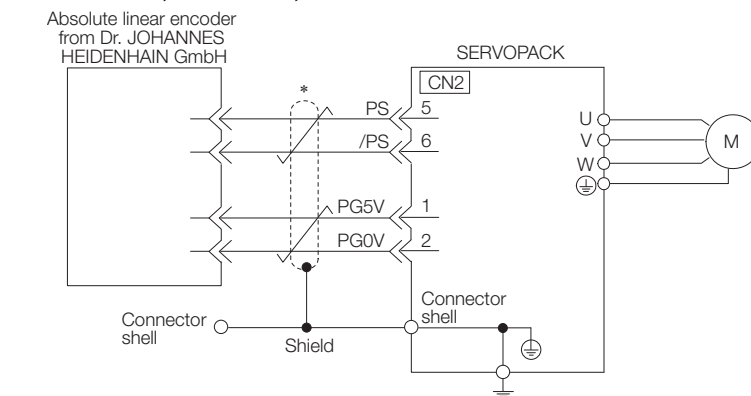 Absolute linear encoder
from Dr. JOHANNES
HEIDENHAIN GmbH
SERVOPACK
CN2
*
PS 5
/PS 6
PG5V 1
PG0V 2
U
V
W
M
Connector
shell
Shield
Connector
shell